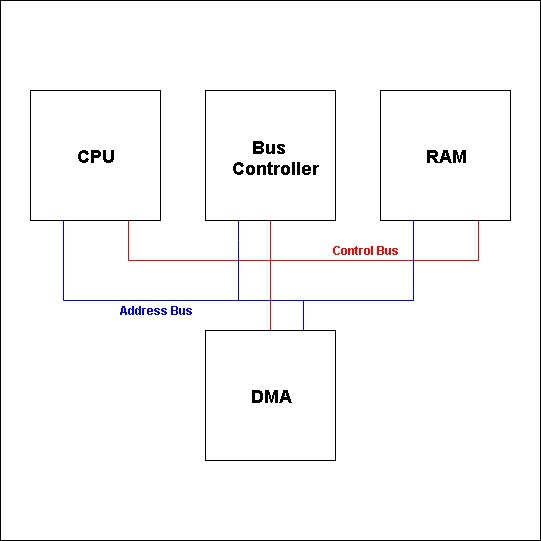 CPU
Bus
Controller
RAM
Control Bus
Address Bus
DMA